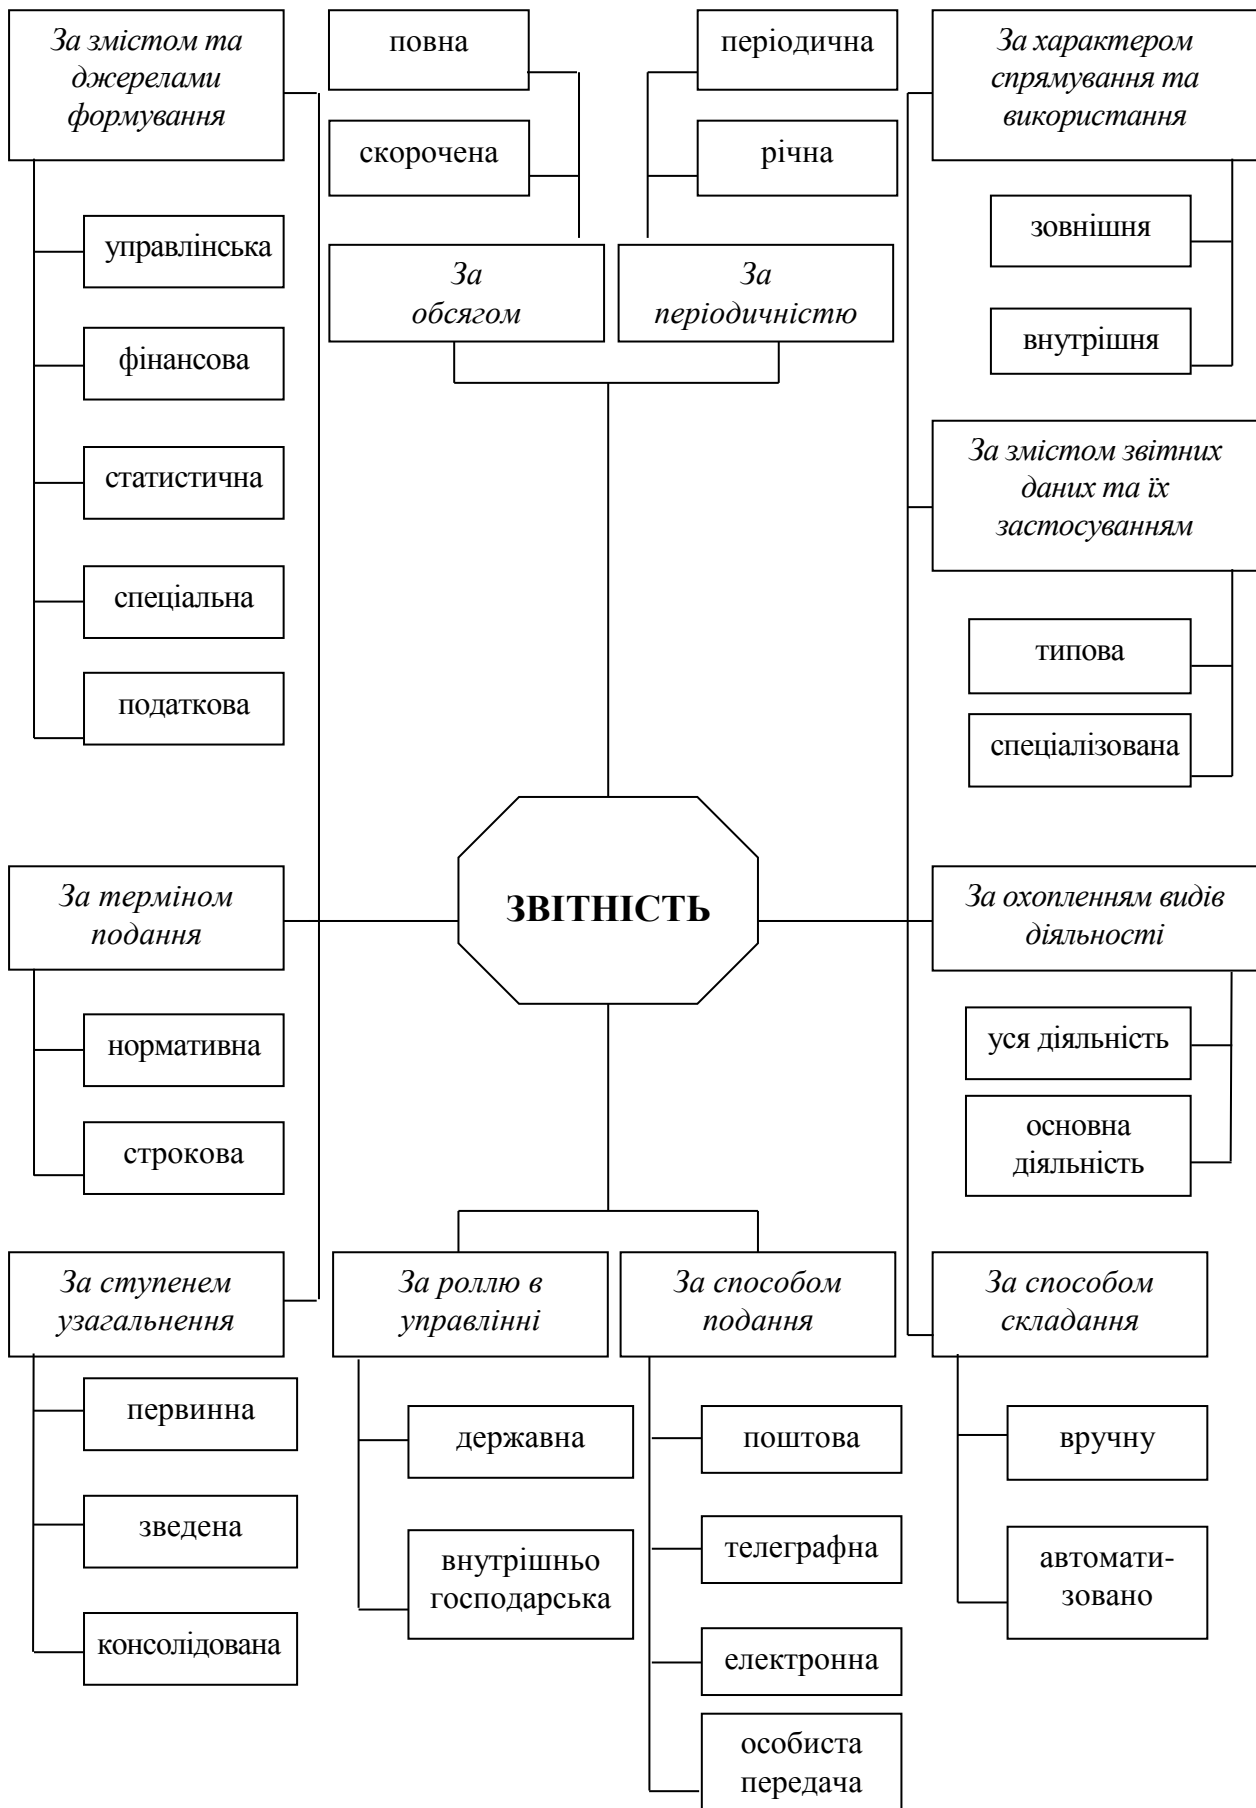 За змістом та
джерелами
формування
управлінська
фінансова
статистична
спеціальна
податкова
повна
скорочена
За
обсягом
періодична
річна
За
періодичністю
За характером
спрямування та
використання
зовнішня
внутрішня
За змістом звітних
даних та їх
застосуванням
типова
спеціалізована
ЗВІТНІСТЬ
За терміном
подання
нормативна
строкова
За охопленням видів
діяльності
уся діяльність
основна
діяльність
За ступенем
узагальнення
первинна
зведена
консолідована
За роллю в
управлінні
державна
внутрішньо
господарська
За способом
подання
поштова
телеграфна
електронна
особиста
передача
За способом
складання
вручну
автомати-
зовано